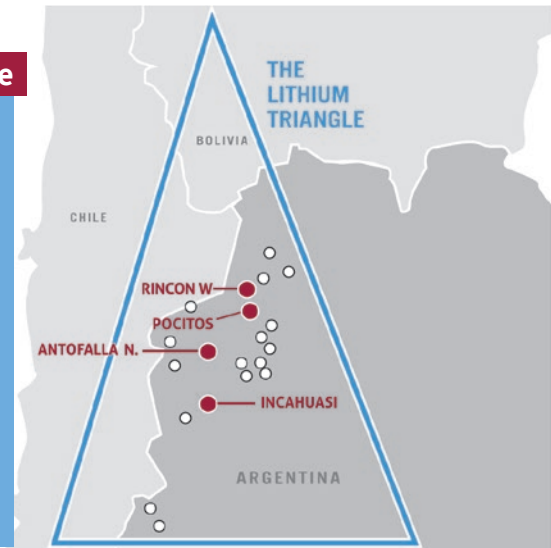 e
THE
LITHIUM
TRIANGLE
BOLIVIA
CHILE
RINCON W
POCITOS
ANTOFALLA N.
INCAHUASI
ARGENTINA